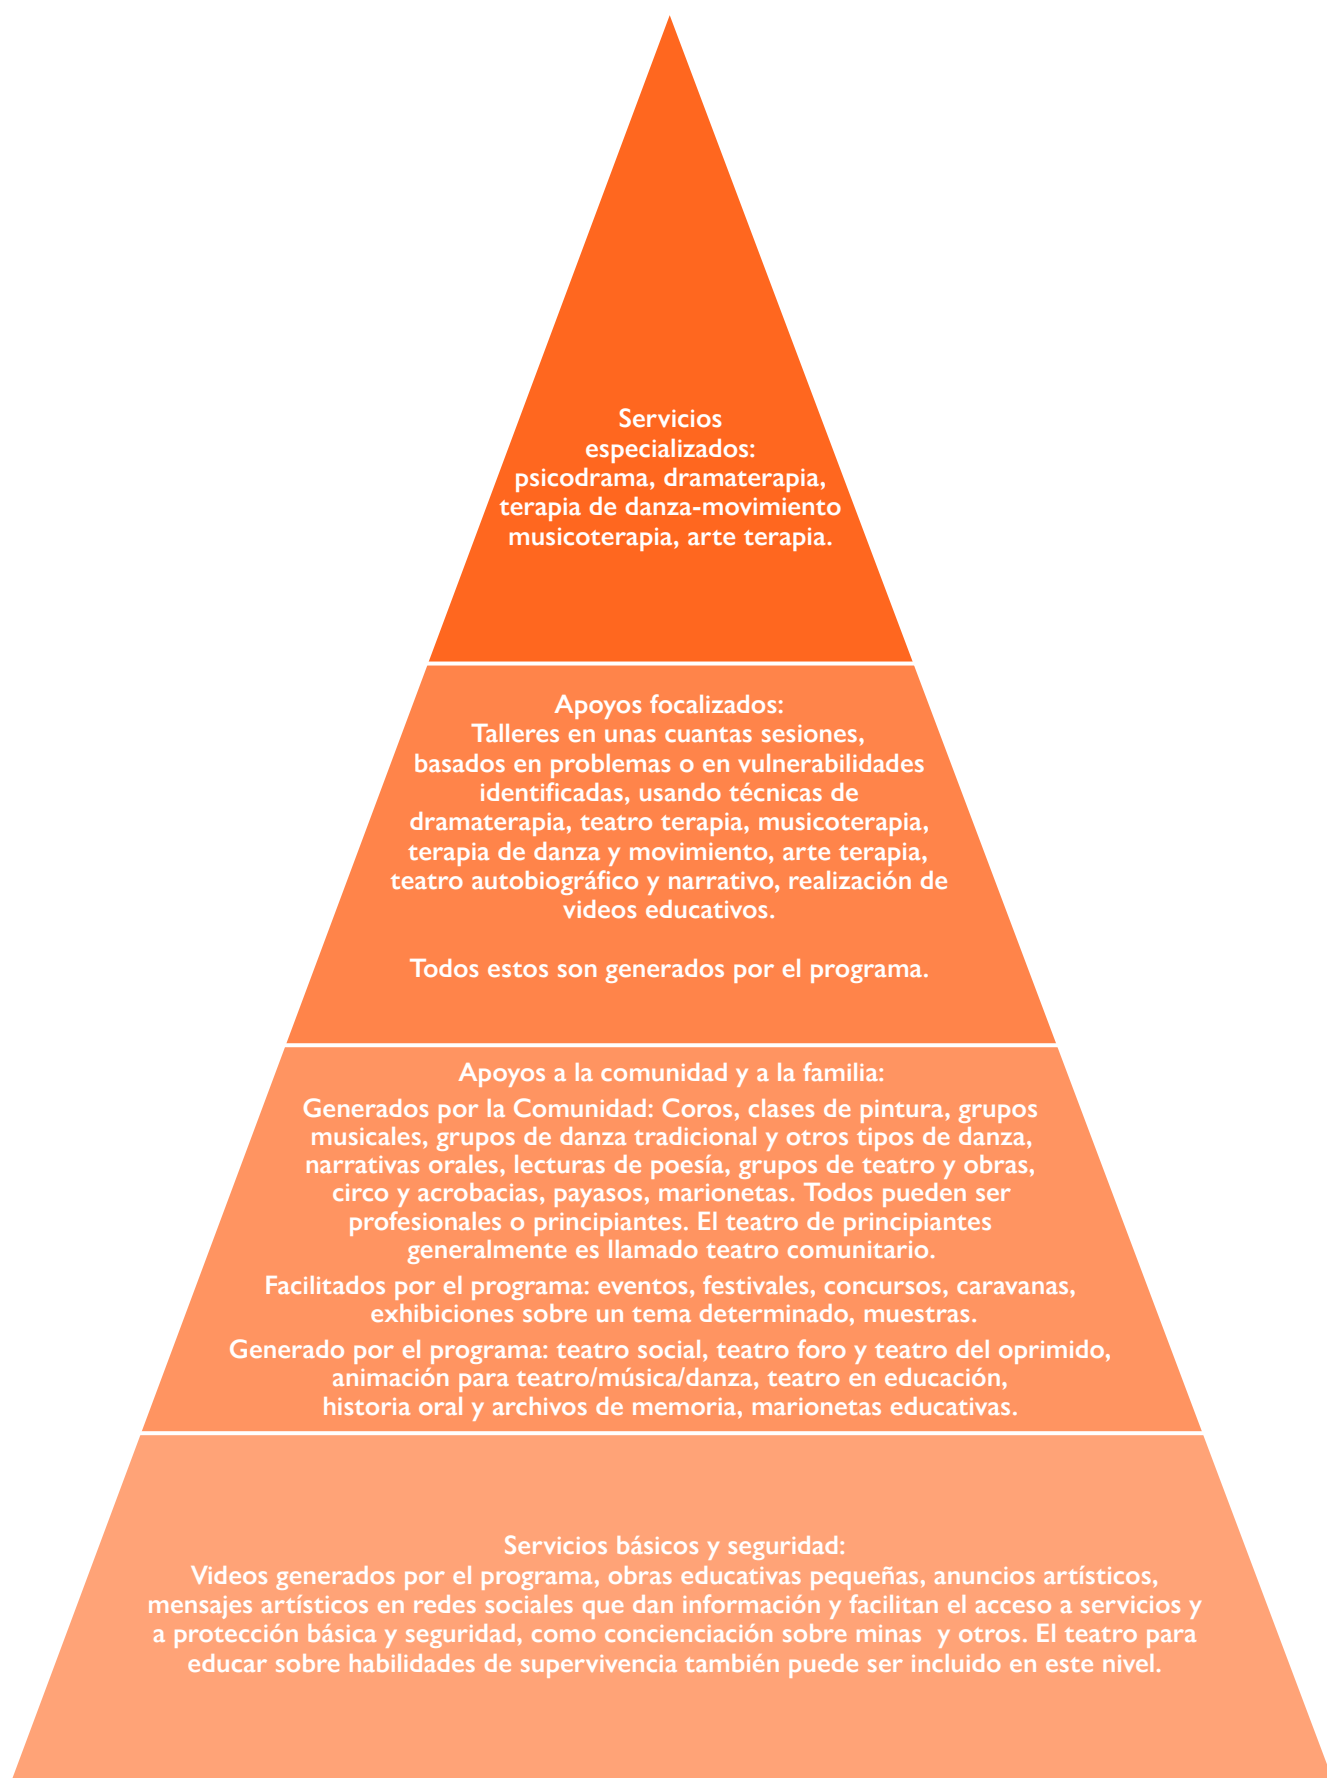 Servicios
especializados:
psicodrama, dramaterapia,
terapia de danza-movimiento
musicoterapia, arte terapia.
Apoyos focalizados:
Talleres en unas cuantas sesiones,
basados en problemas o en vulnerabilidades
identificadas, usando técnicas de
dramaterapia, teatro terapia, musicoterapia,
terapia de danza y movimiento, arte terapia,
teatro autobiográfico y narrativo, realización de
videos educativos.
Todos estos son generados por el programa.
Apoyos a la comunidad y a la familia:
Generados por la Comunidad: Coros, clases de pintura, grupos
musicales, grupos de danza tradicional y otros tipos de danza,
narrativas orales, lecturas de poesía, grupos de teatro y obras,
circo y acrobacias, payasos, marionetas. Todos pueden ser
profesionales o principiantes. El teatro de principiantes
generalmente es llamado teatro comunitario.
Facilitados por el programa: eventos, festivales, concursos, caravanas,
exhibiciones sobre un tema determinado, muestras.
Generado por el programa: teatro social, teatro foro y teatro del oprimido,
animación para teatro/música/danza, teatro en educación,
historia oral y archivos de memoria, marionetas educativas.
Servicios básicos y seguridad:
Videos generados por el programa, obras educativas pequeñas, anuncios artísticos,
mensajes artísticos en redes sociales que dan información y facilitan el acceso a servicios y
a protección básica y seguridad, como concienciación sobre minas  y otros. El teatro para
educar sobre habilidades de supervivencia también puede ser incluido en este nivel.